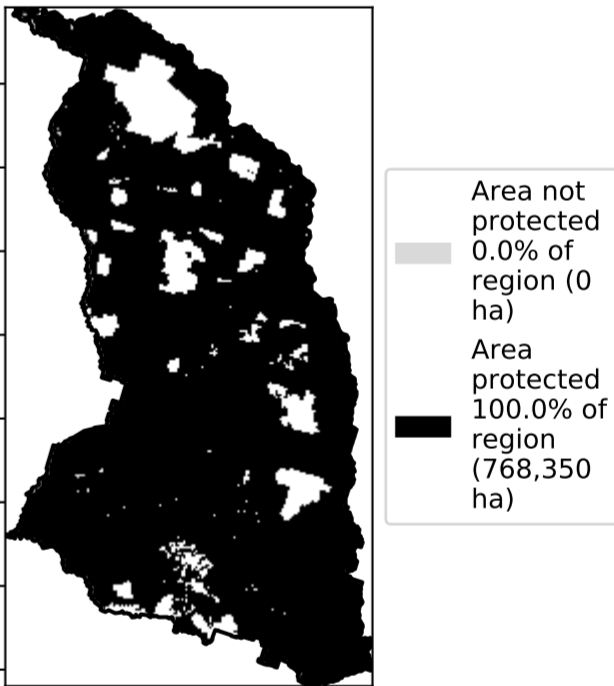 Area not
protected
0.0% of
region (0
ha)
Area
protected
100.0% of
region
(768,350
ha)